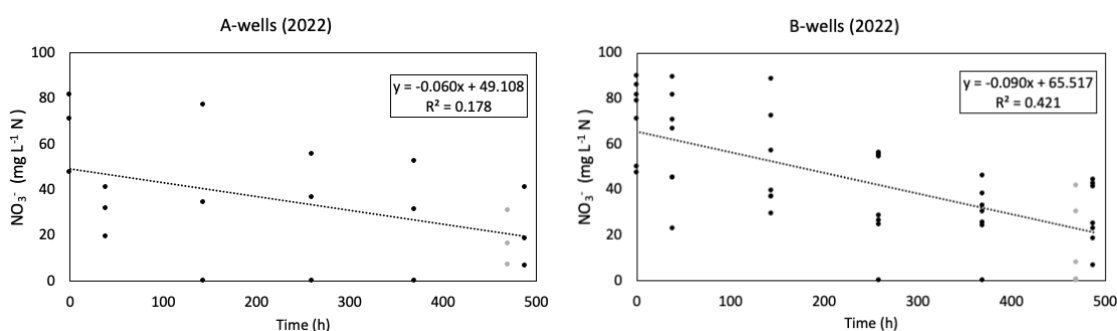 A-wells (2022)
100
80
60
40
20
0
NO₃⁻ (mg L⁻¹ N)
y = -0.060x + 49.108
R² = 0.178
0 100 200 300 400 500
Time (h)
B-wells (2022)
100
80
60
40
20
0
NO₃⁻ (mg L⁻¹ N)
y = -0.090x + 65.517
R² = 0.421
0 100 200 300 400 500
Time (h)